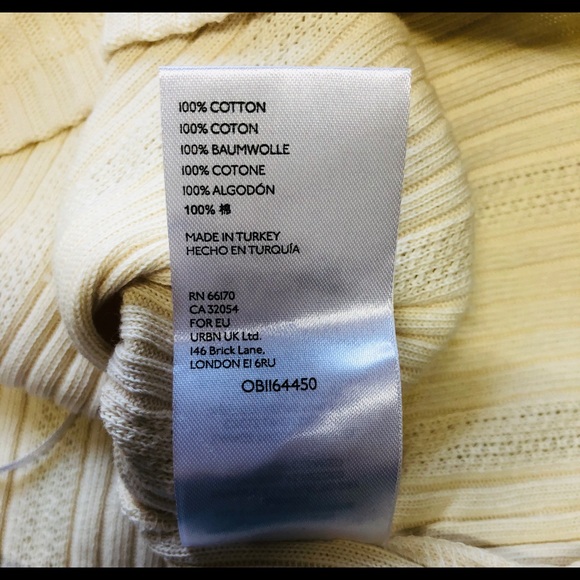 100% COTTON
100% COTON
100% BAUMWOLLE
100% COTONE
100% ALGODÓN
100% 棉
MADE IN TURKEY
HECHO EN TURQUÍA
RN 66170
CA 32054
FOR EU
URBN UK Ltd.
146 Brick Lane,
LONDON E1 6RU
OB1164450